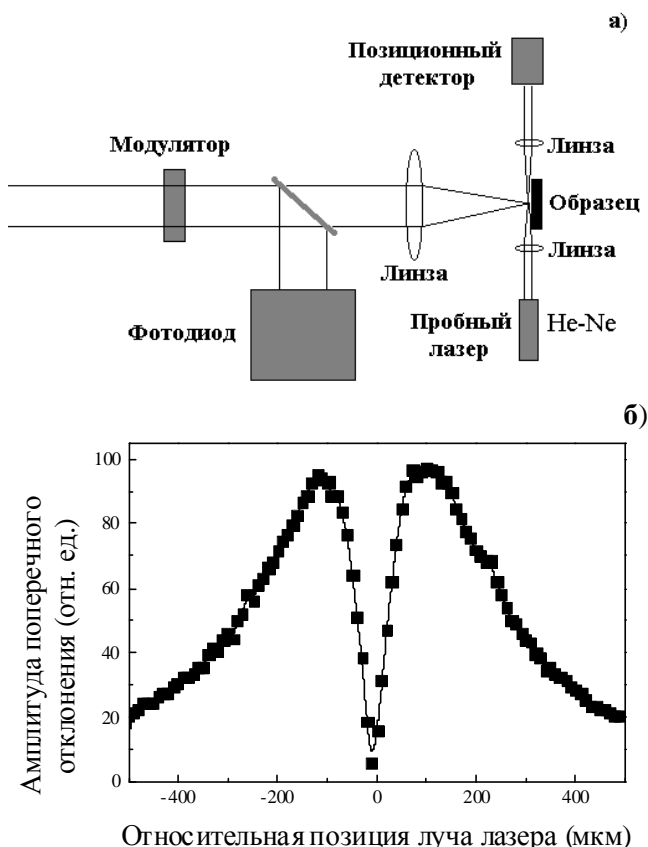 а)
Позиционный
детектор
Модулятор
Линза
Образец
Линза
Линза
Фотодиод
Пробный
лазер
He-Ne
б)
Амплитуда поперечного
отклонения (отн. ед.)
100
80
60
40
20
0
-400 -200 0 200 400
Относительная позиция луча лазера (мкм)